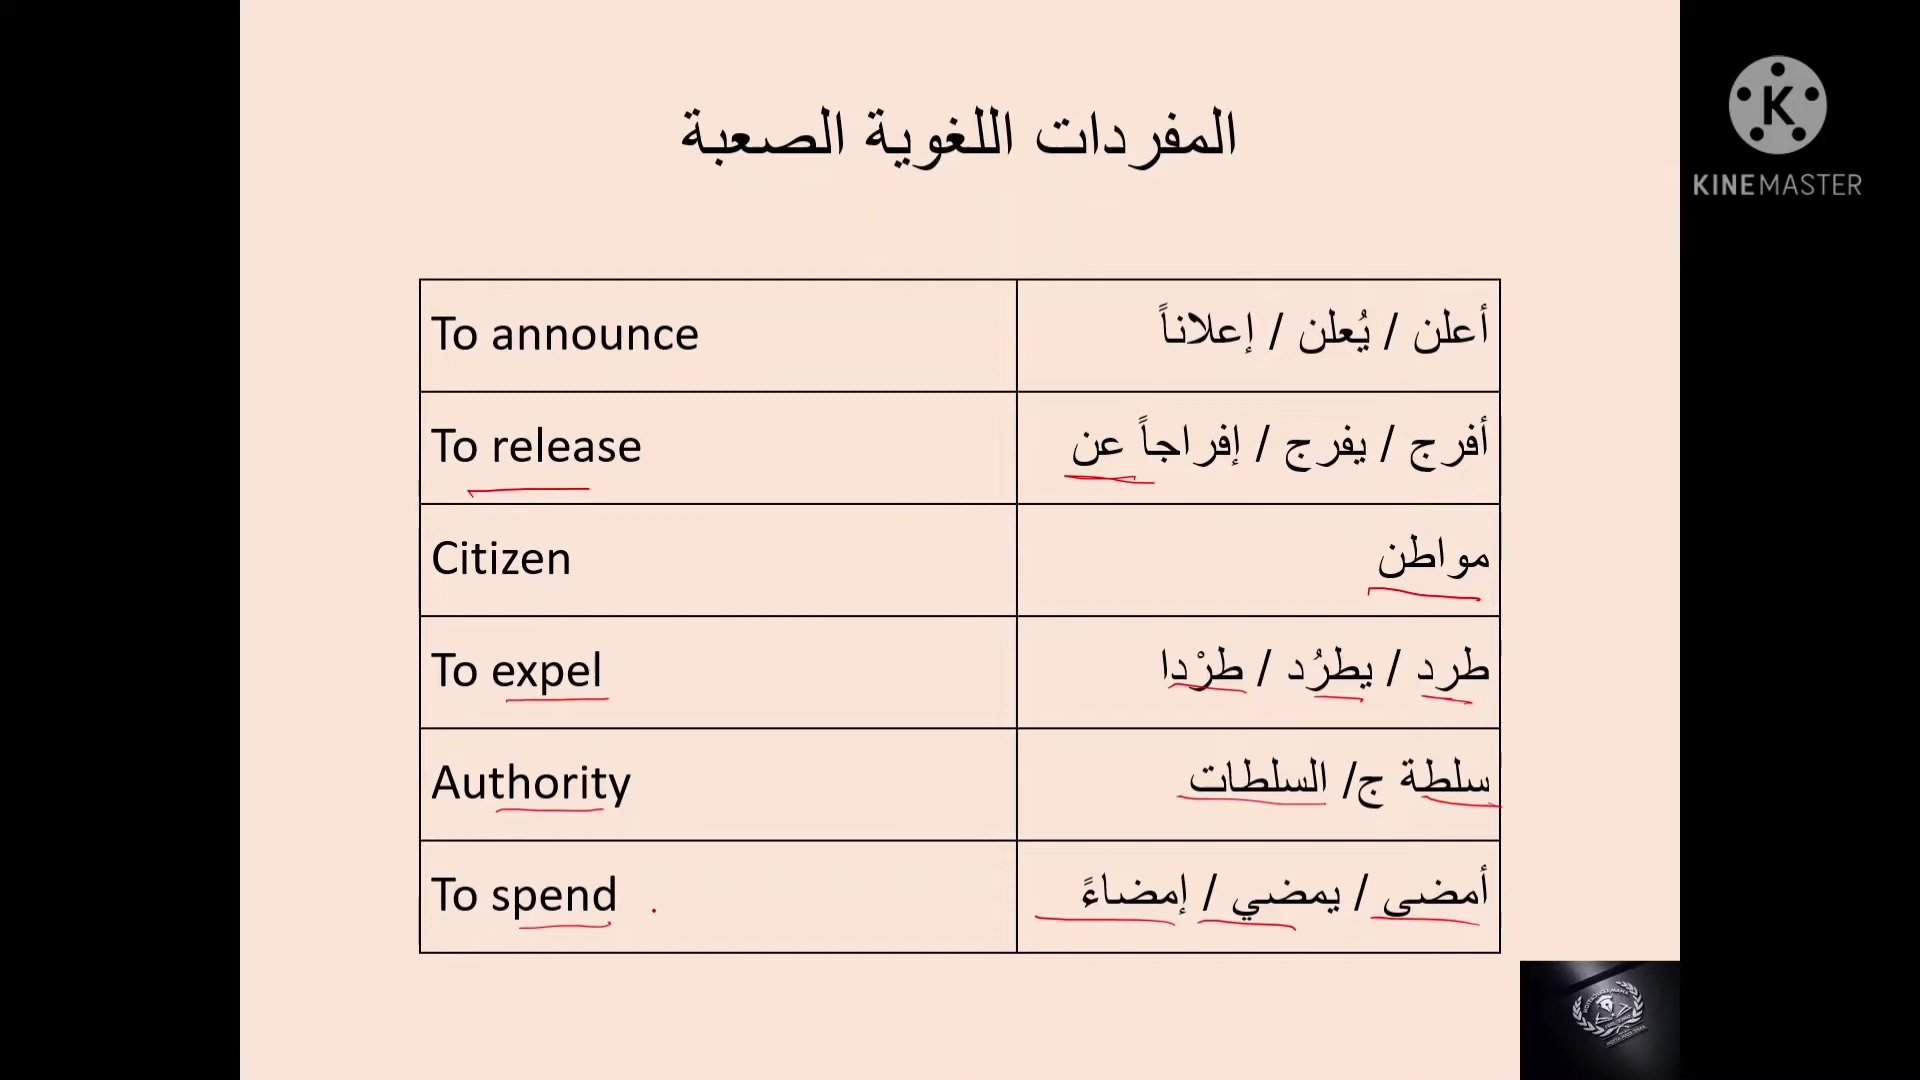 المفردات اللغوية الصعبة
K
KINEMASTER
To announce
أعلن / يُعلن / إعلاناً
To release
أفرج / يفرج / إفراجاً عن
Citizen
مواطن
To expel
طرد / يطرُد / طرْدا
Authority
سلطة ج/ السلطات
To spend
أمضى / يمضي / إمضاءً